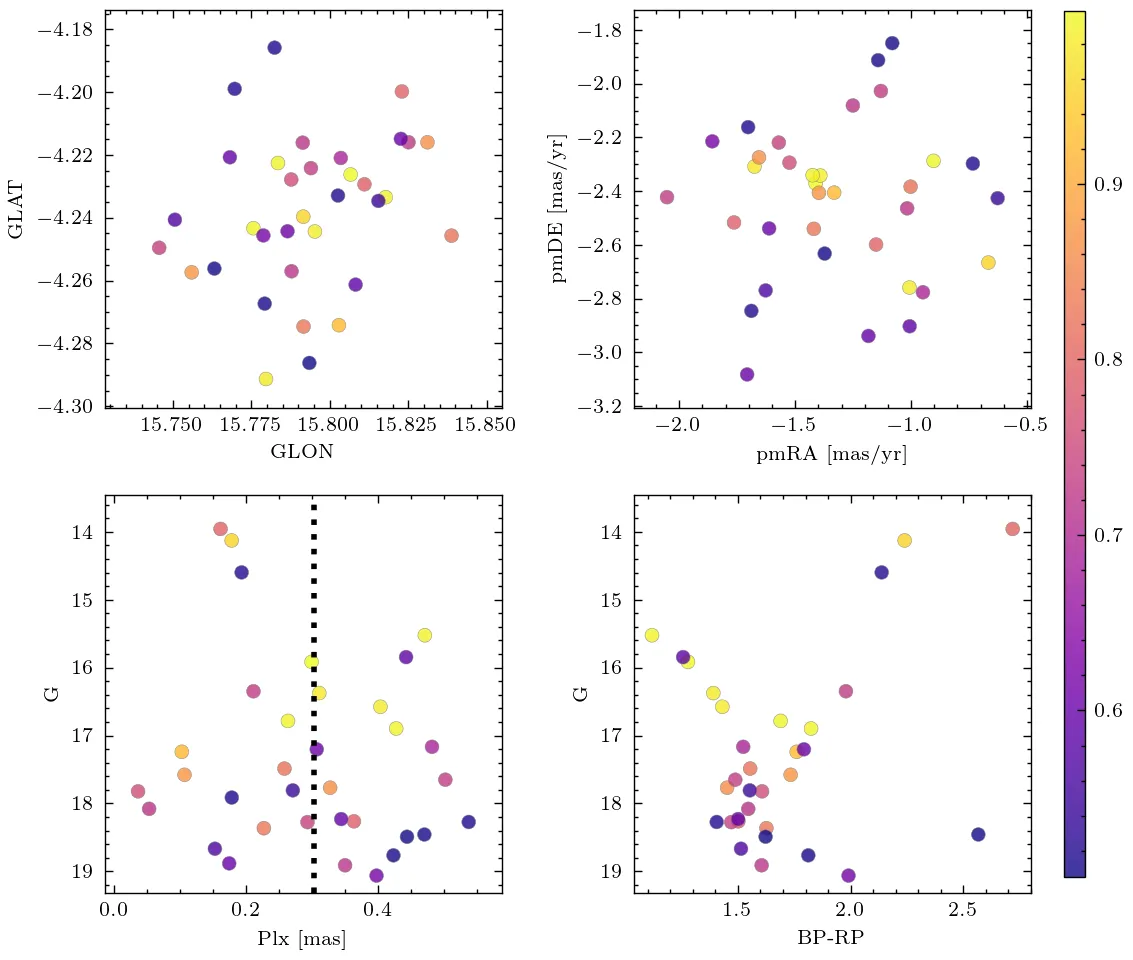 −4.18
−4.20
−4.22
−4.24
−4.26
−4.28
−4.30
GLAT
15.750 15.775 15.800 15.825 15.850
GLON
−1.8
−2.0
−2.2
−2.4
−2.6
−2.8
−3.0
−3.2
pmDE [mas/yr]
−2.0 −1.5 −1.0 −0.5
pmRA [mas/yr]
14
15
16
17
18
19
G
0.0 0.2 0.4
Plx [mas]
14
15
16
17
18
19
G
1.5 2.0 2.5
BP-RP
0.9
0.8
0.7
0.6